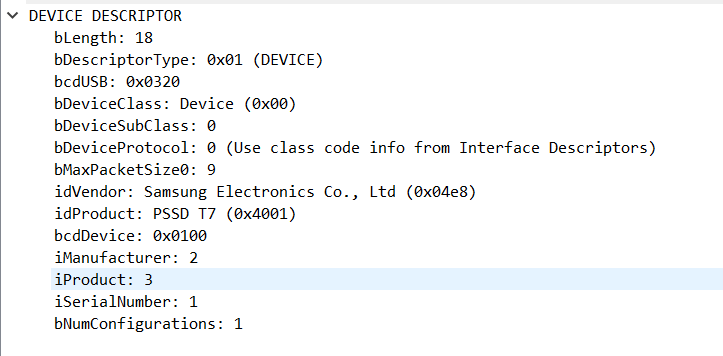 DEVICE DESCRIPTOR
bLength: 18
bDescriptorType: 0x01 (DEVICE)
bcdUSB: 0x0320
bDeviceClass: Device (0x00)
bDeviceSubClass: 0
bDeviceProtocol: 0 (Use class code info from Interface Descriptors)
bMaxPacketSize0: 9
idVendor: Samsung Electronics Co., Ltd (0x04e8)
idProduct: PSSD T7 (0x4001)
bcdDevice: 0x0100
iManufacturer: 2
iProduct: 3
iSerialNumber: 1
bNumConfigurations: 1